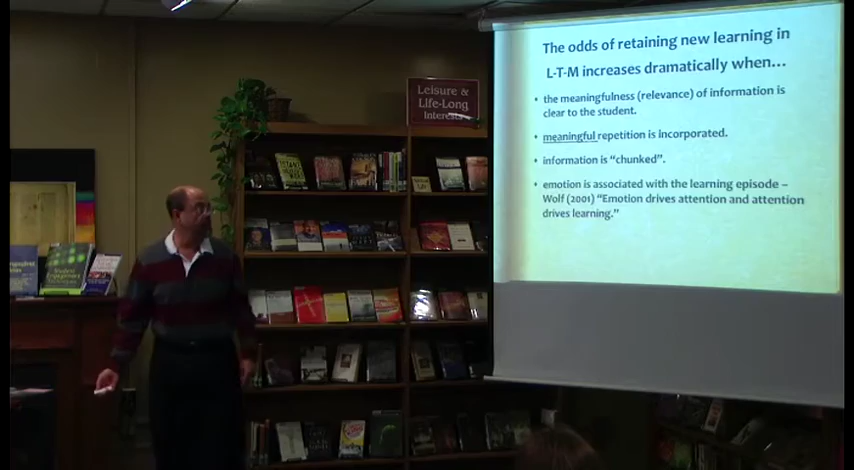 The odds of retaining new learning in
L-T-M increases dramatically when...
• the meaningfulness (relevance) of information is
clear to the student.
• meaningful repetition is incorporated.
• information is "chunked".
• emotion is associated with the learning episode –
Wolf (2001) "Emotion drives attention and attention
drives learning."
Leisure &
Life-Long
Interests
Student
Engagement